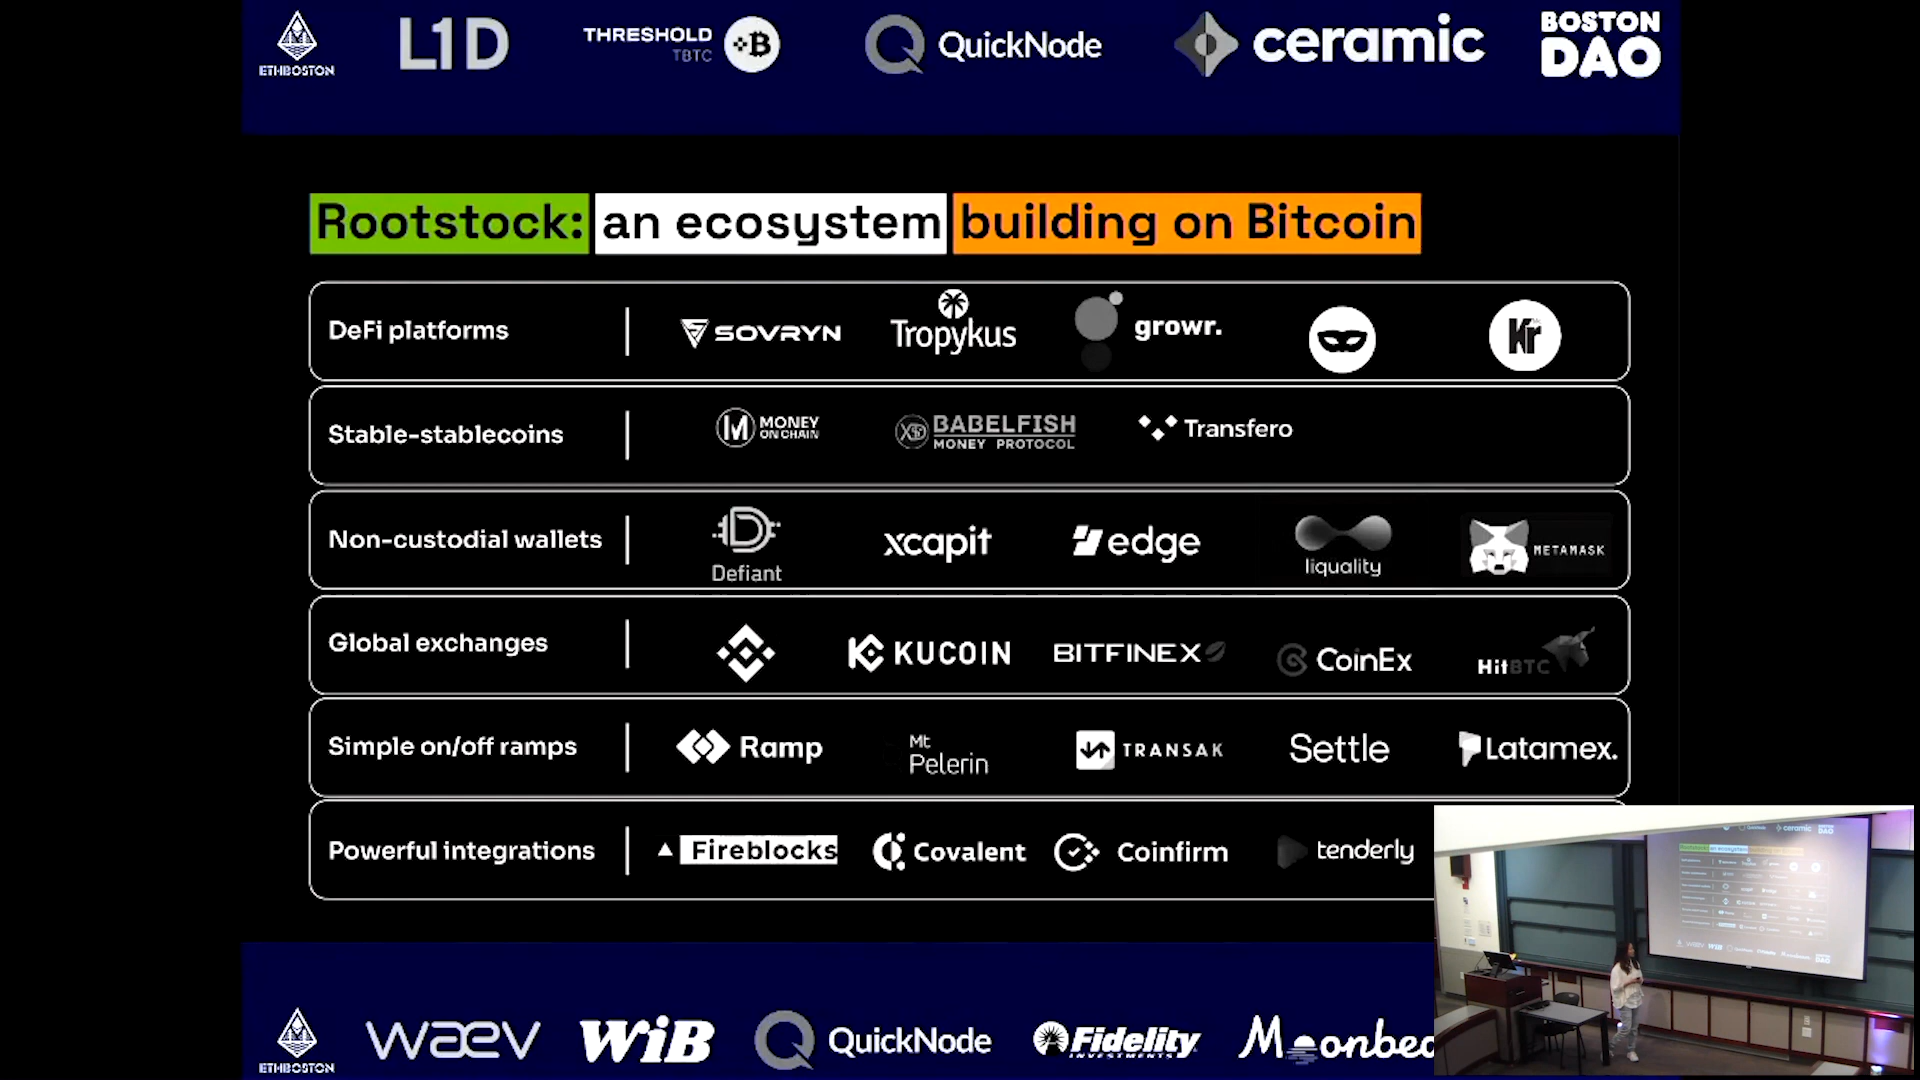 ETHBOSTON L1D THRESHOLD TBTC QuickNode ceramic BOSTON DAO
Rootstock: an ecosystem building on Bitcoin
DeFi platforms SOVRYN Tropykus growr. Kr
Stable-stablecoins MONEY ON CHAIN BABELFISH MONEY PROTOCOL Transfero
Non-custodial wallets Defiant xcapit edge liquality METAMASK
Global exchanges KUCOIN BITFINEX CoinEx HitBTC
Simple on/off ramps Ramp Mt Pelerin TRANSAK Settle Latamex.
Powerful integrations Fireblocks Covalent Coinfirm tenderly
ETHBOSTON waev WiB QuickNode Fidelity INVESTMENTS